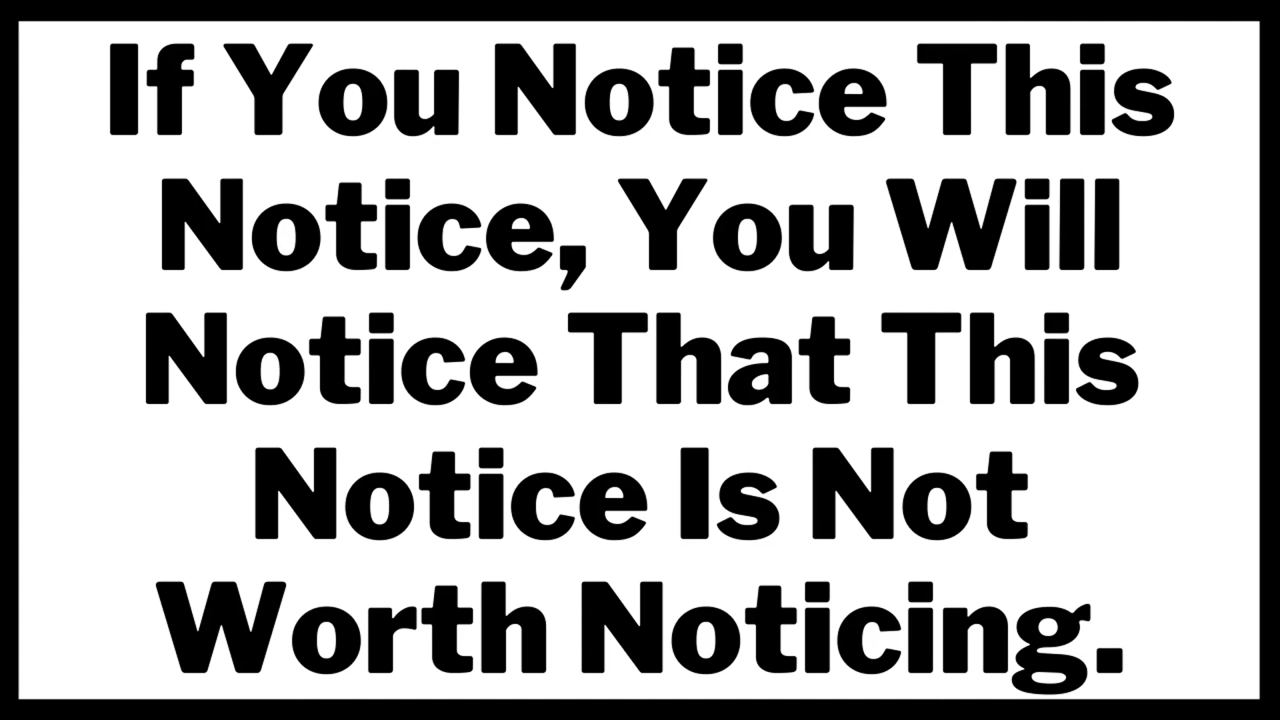 If You Notice This
Notice, You Will
Notice That This
Notice Is Not
Worth Noticing.